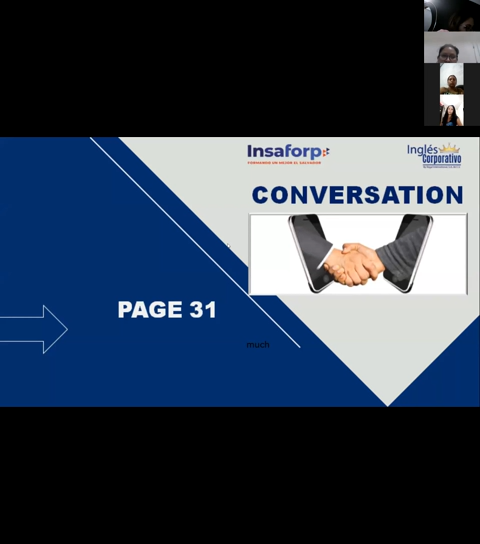 Insaforp
FORMANDO UN MEJOR EL SALVADOR
Inglés
Corporativo
CONVERSATION
PAGE 31
much